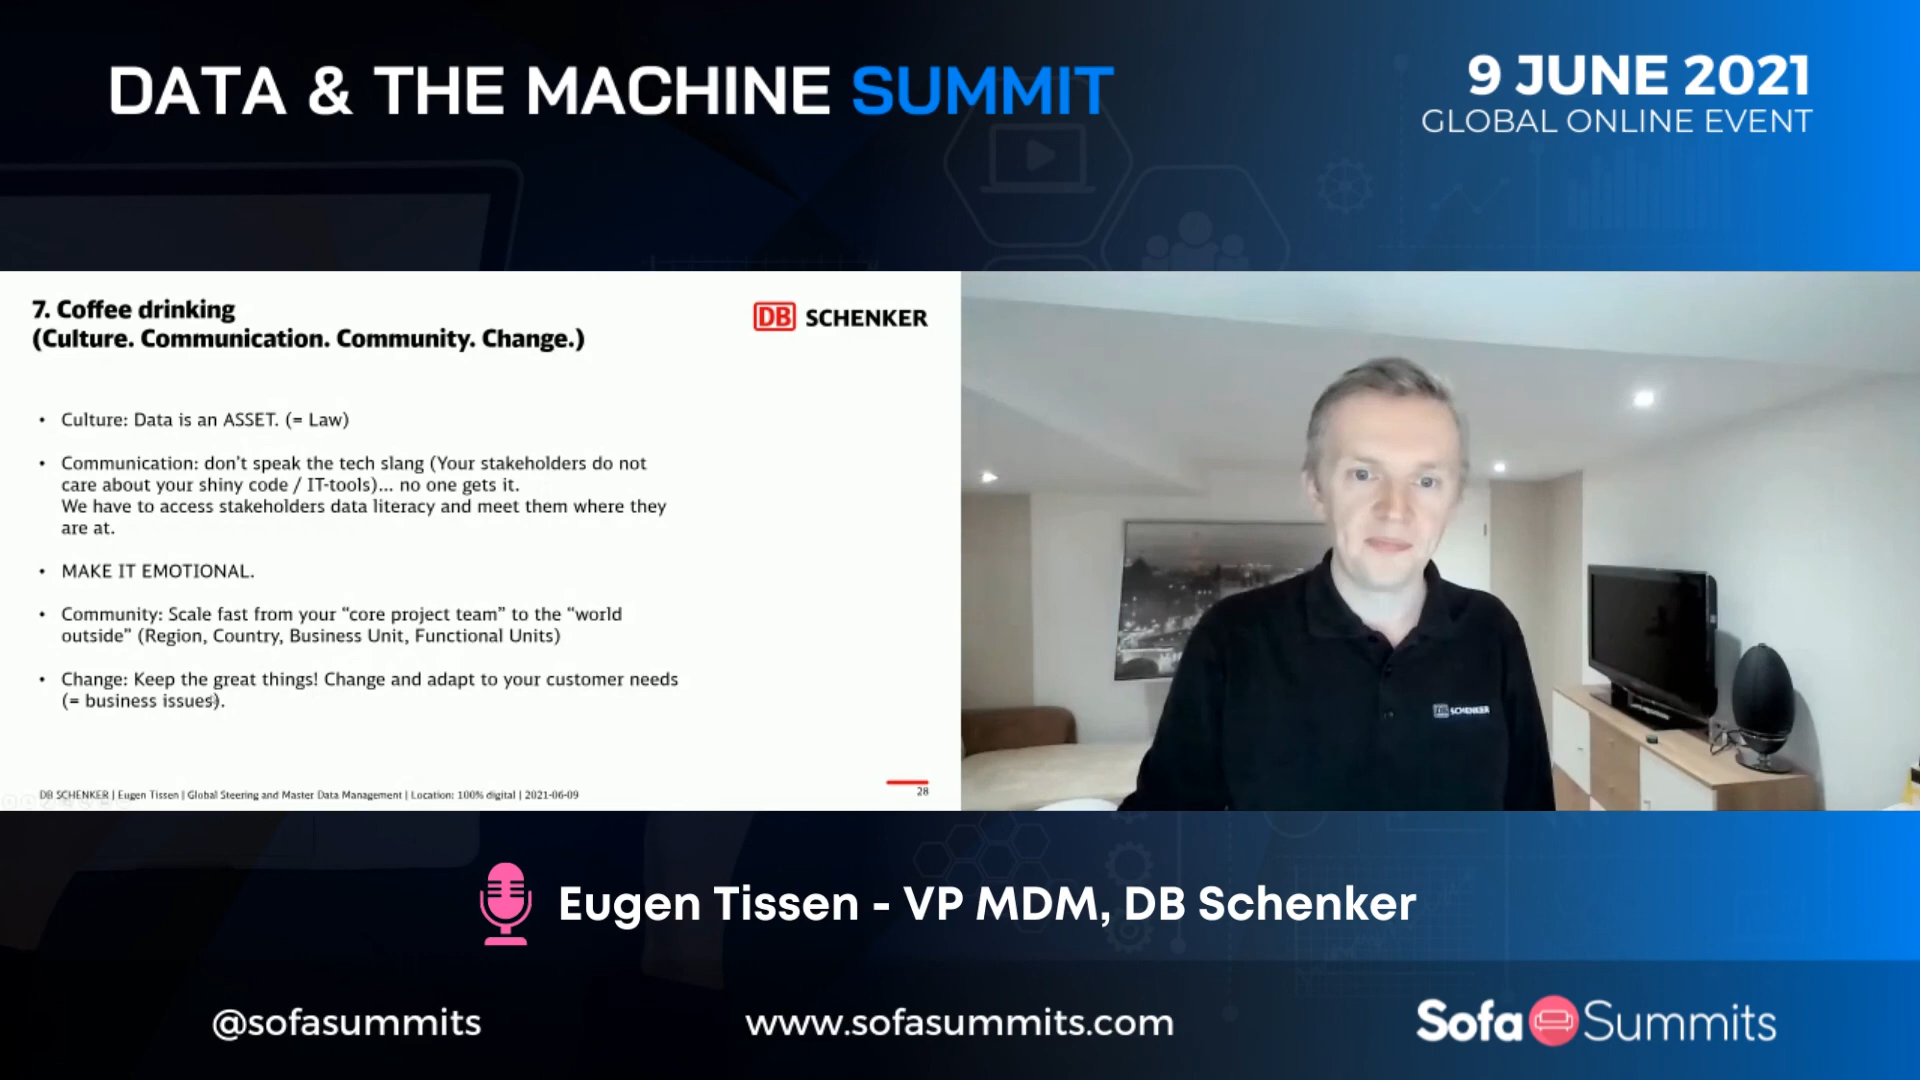 DATA & THE MACHINE SUMMIT
9 JUNE 2021
GLOBAL ONLINE EVENT
7. Coffee drinking
(Culture. Communication. Community. Change.)
DB SCHENKER
• Culture: Data is an ASSET. (= Law)
• Communication: don't speak the tech slang (Your stakeholders do not
care about your shiny code / IT-tools)... no one gets it.
We have to access stakeholders data literacy and meet them where they
are at.
• MAKE IT EMOTIONAL.
• Community: Scale fast from your “core project team” to the “world
outside” (Region, Country, Business Unit, Functional Units)
• Change: Keep the great things! Change and adapt to your customer needs
(= business issues).
DB SCHENKER | Eugen Tissen | Global Steering and Master Data Management | Location: 100% digital | 2021-06-09
28
DB SCHENKER
Eugen Tissen - VP MDM, DB Schenker
@sofasummits
www.sofasummits.com
Sofa Summits